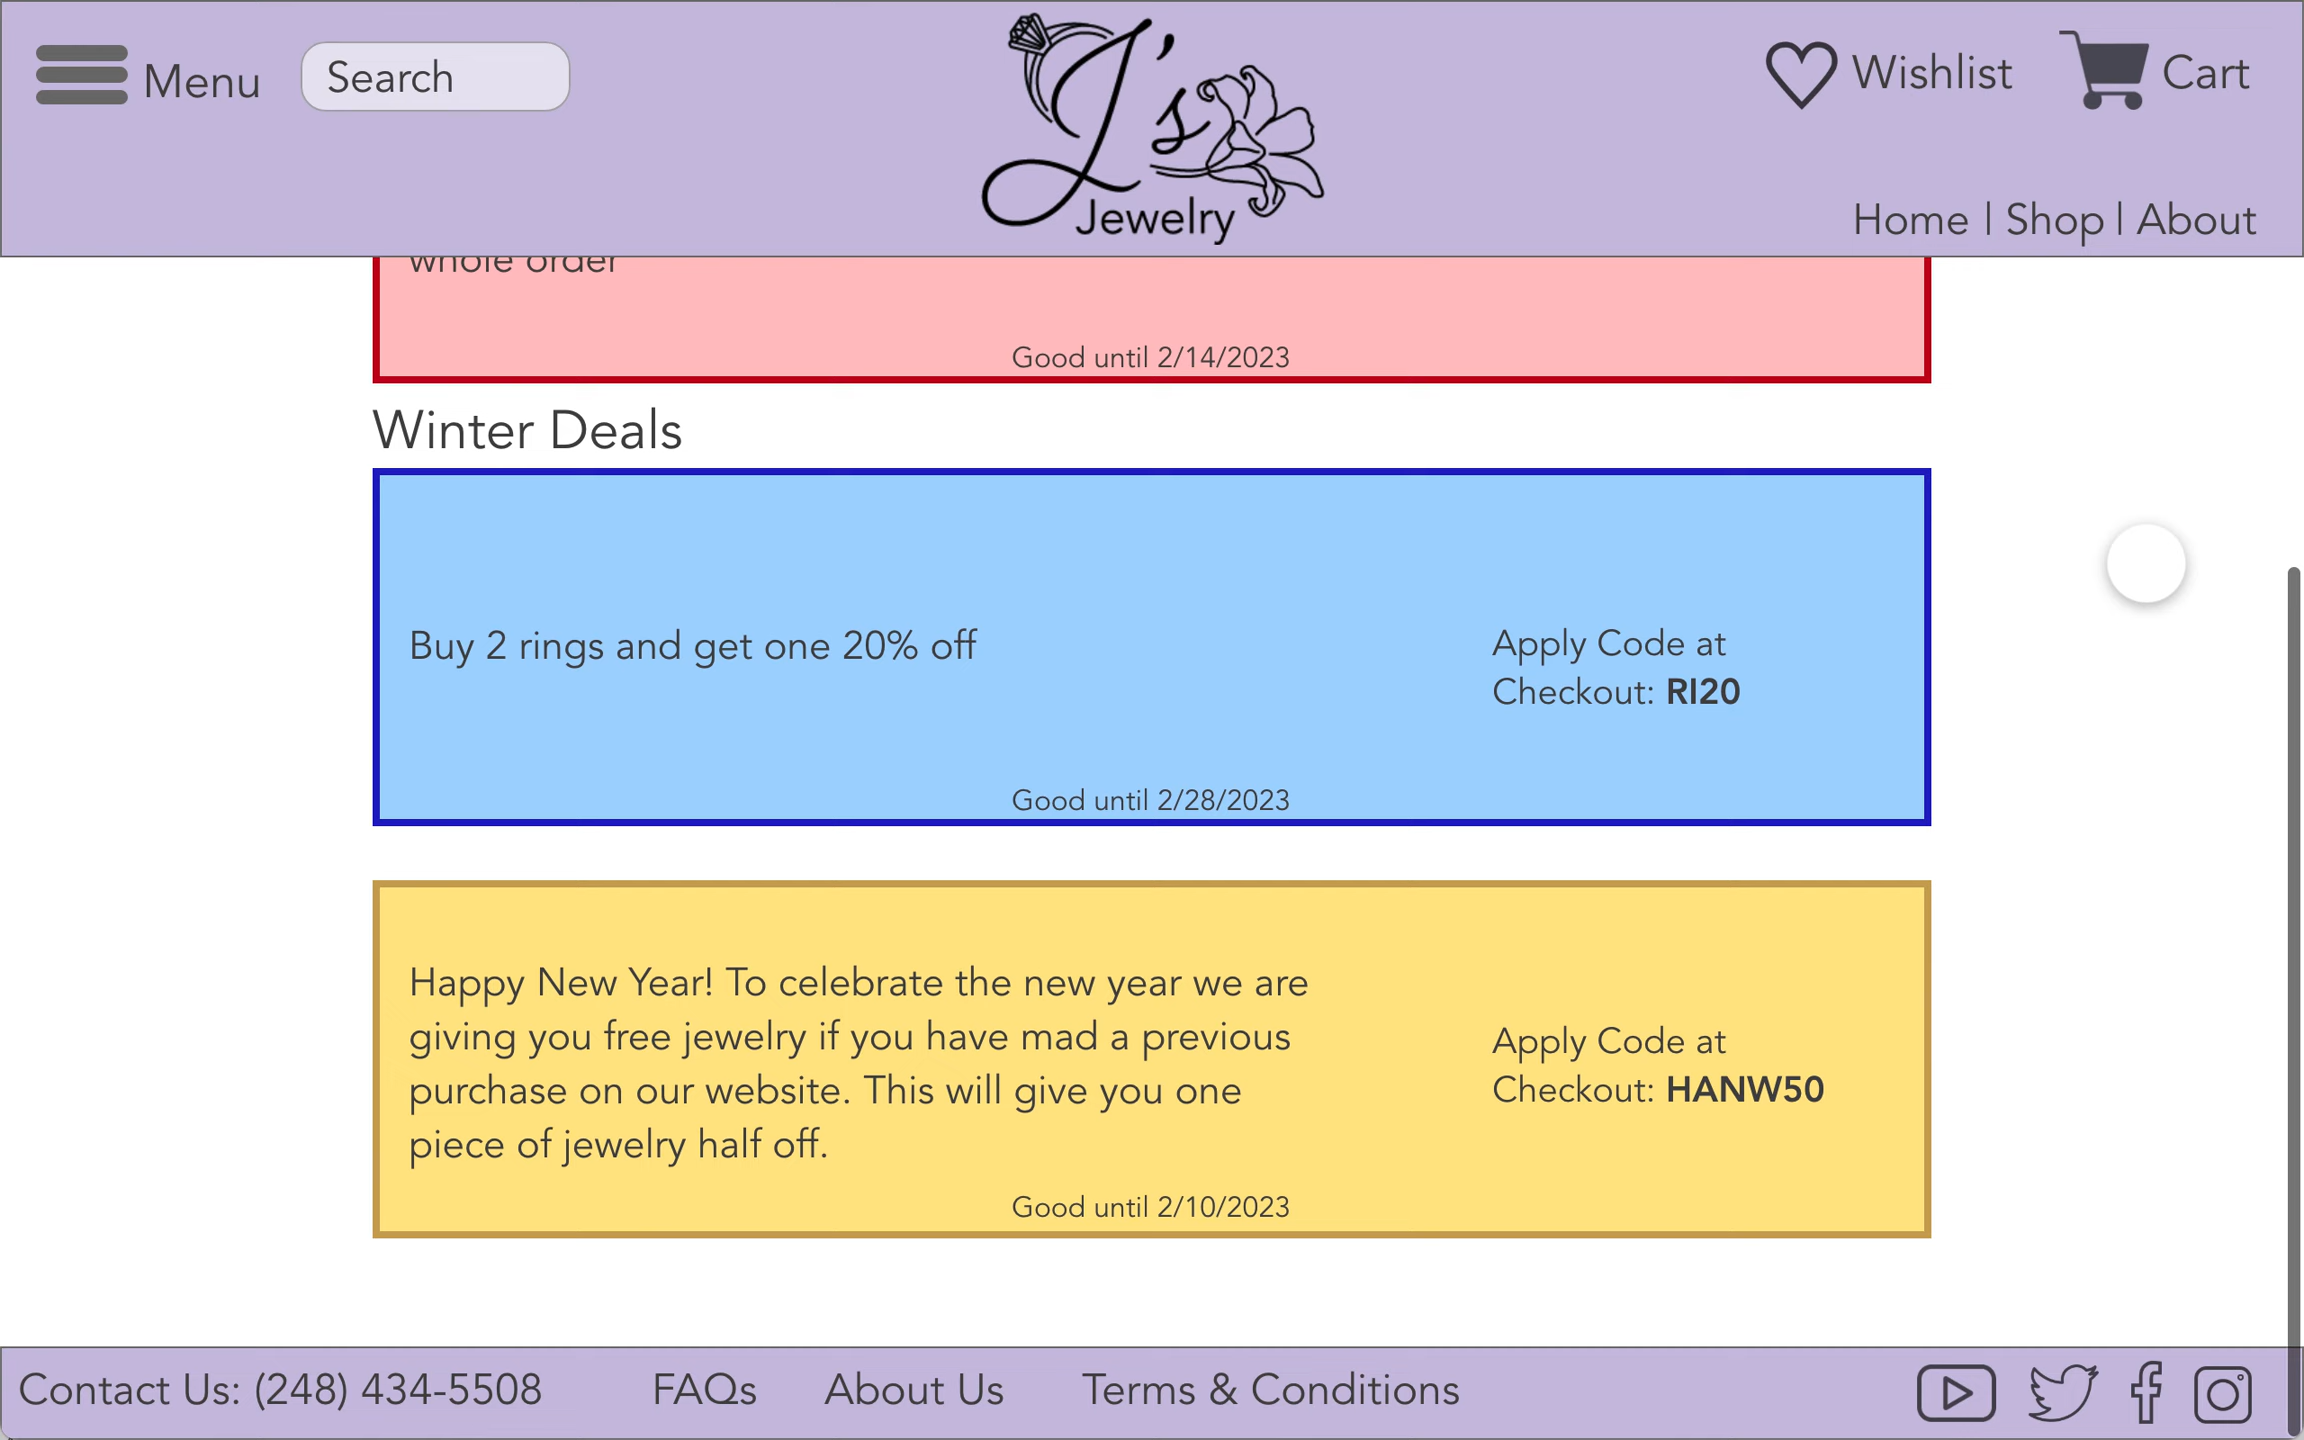 Menu
Search
J's
Jewelry
Wishlist
Cart
Home | Shop | About
whole order
Good until 2/14/2023
Winter Deals
Buy 2 rings and get one 20% off
Apply Code at
Checkout: RI20
Good until 2/28/2023
Happy New Year! To celebrate the new year we are
giving you free jewelry if you have mad a previous
purchase on our website. This will give you one
piece of jewelry half off.
Apply Code at
Checkout: HANW50
Good until 2/10/2023
Contact Us: (248) 434-5508
FAQs
About Us
Terms & Conditions